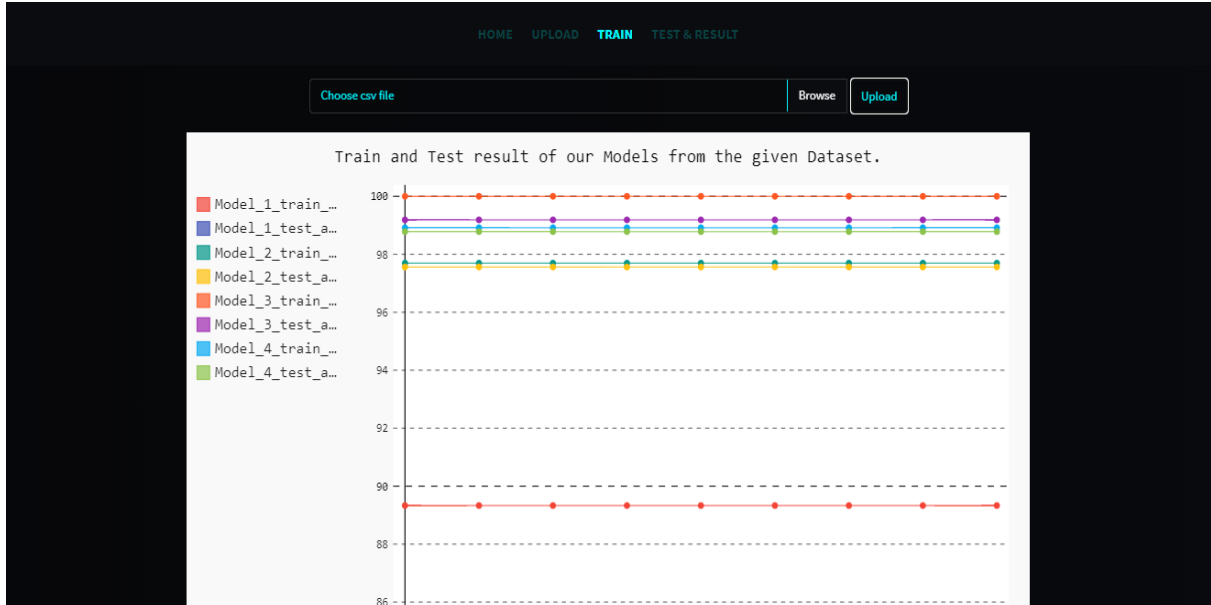 HOME UPLOAD TRAIN TEST & RESULT
Choose csv file Browse Upload
Train and Test result of our Models from the given Dataset.
Model_1_train_…
Model_1_test_a…
Model_2_train_…
Model_2_test_a…
Model_3_train_…
Model_3_test_a…
Model_4_train_…
Model_4_test_a…
100
98
96
94
92
90
88
86